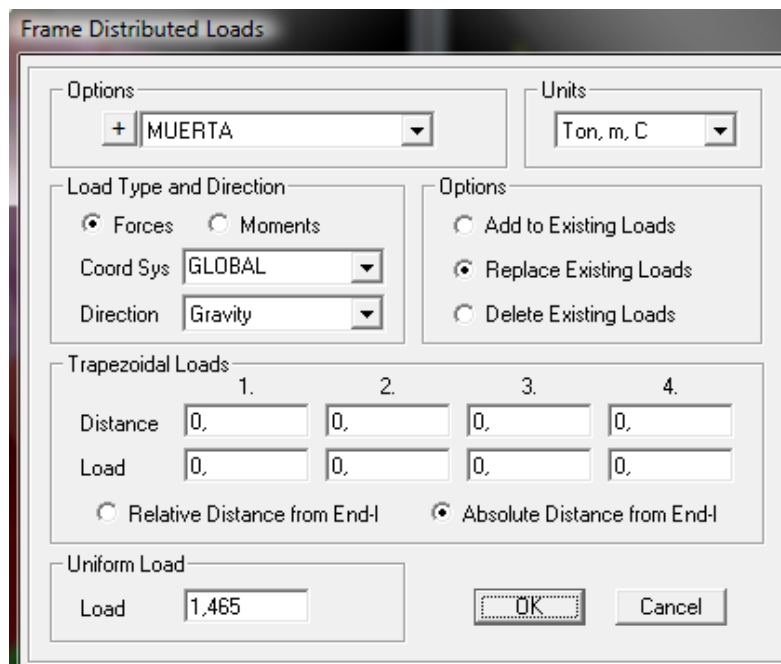 Frame Distributed Loads
Options
Units
+ MUERTA
Ton, m, C
Load Type and Direction
Options
Forces Moments
Add to Existing Loads
Coord Sys GLOBAL
Replace Existing Loads
Direction Gravity
Delete Existing Loads
Trapezoidal Loads
1. 2. 3. 4.
Distance 0, 0, 0, 0,
Load 0, 0, 0, 0,
Relative Distance from End-I Absolute Distance from End-I
Uniform Load
Load 1,465
OK Cancel